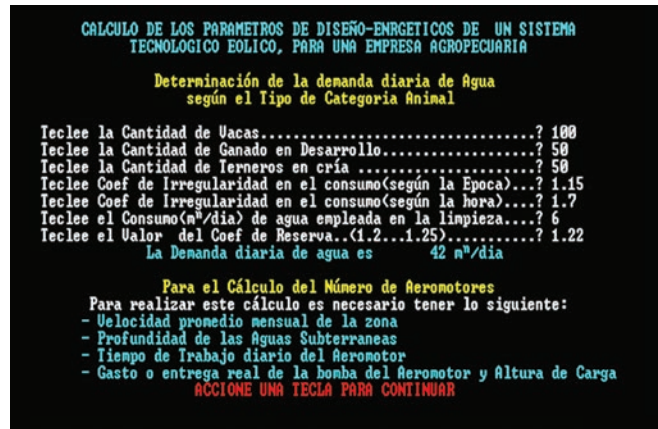 CALCULO DE LOS PARAMETROS DE DISEÑO-ENRGETICOS DE UN SISTEMA
TECNOLOGICO EOLICO, PARA UNA EMPRESA AGROPECUARIA
Determinación de la demanda diaria de Agua
según el Tipo de Categoria Animal
Teclee la Cantidad de Vacas...................................? 100
Teclee la Cantidad de Ganado en Desarrollo...................? 50
Teclee la Cantidad de Terneros en cría ......................? 50
Teclee Coef de Irregularidad en el consumo(según la Epoca)...? 1.15
Teclee Coef de Irregularidad en el consumo(según la hora)....? 1.7
Teclee el Consumo(mⁿ/dia) de agua empleada en la limpieza....? 6
Teclee el Valor del Coef de Reserva..(1.2...1.25)...........? 1.22
La Demanda diaria de agua es 42 mⁿ/dia
Para el Cálculo del Número de Aeromotores
Para realizar este cálculo es necesario tener lo siguiente:
- Velocidad promedio mensual de la zona
- Profundidad de las Aguas Subterraneas
- Tiempo de Trabajo diario del Aeromotor
- Gasto o entrega real de la bomba del Aeromotor y Altura de Carga
ACCIONE UNA TECLA PARA CONTINUAR